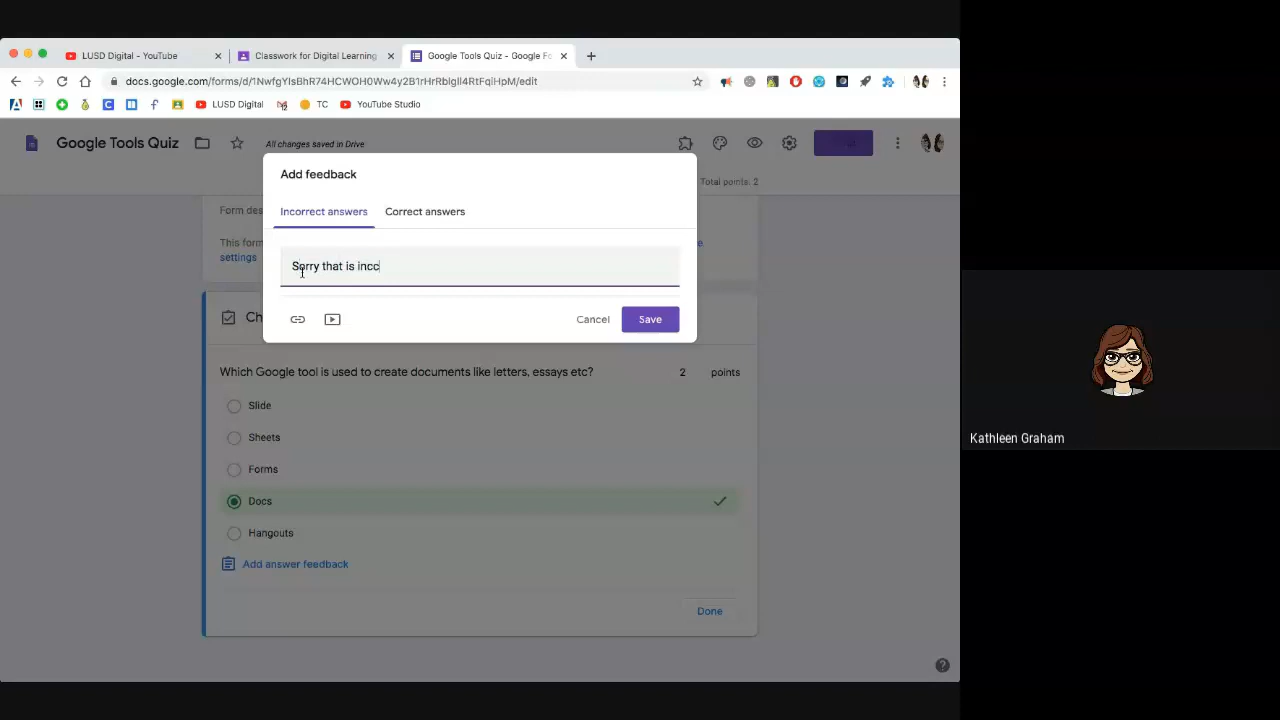 LUSD Digital - YouTube
Classwork for Digital Learning
Google Tools Quiz - Google Fo
docs.google.com/forms/d/1NwfgYIsBhR74HCWOH0Ww4y2B1rHrRbIglI4RtFqiHpM/edit
LUSD Digital
TC
YouTube Studio
Google Tools Quiz
All changes saved in Drive
Total points: 2
Add feedback
Form des
Incorrect answers
Correct answers
This form
settings
Sorry that is incc
Ch
Cancel
Save
Which Google tool is used to create documents like letters, essays etc?
2 points
Slide
Sheets
Forms
Docs
Hangouts
Add answer feedback
Done
Kathleen Graham